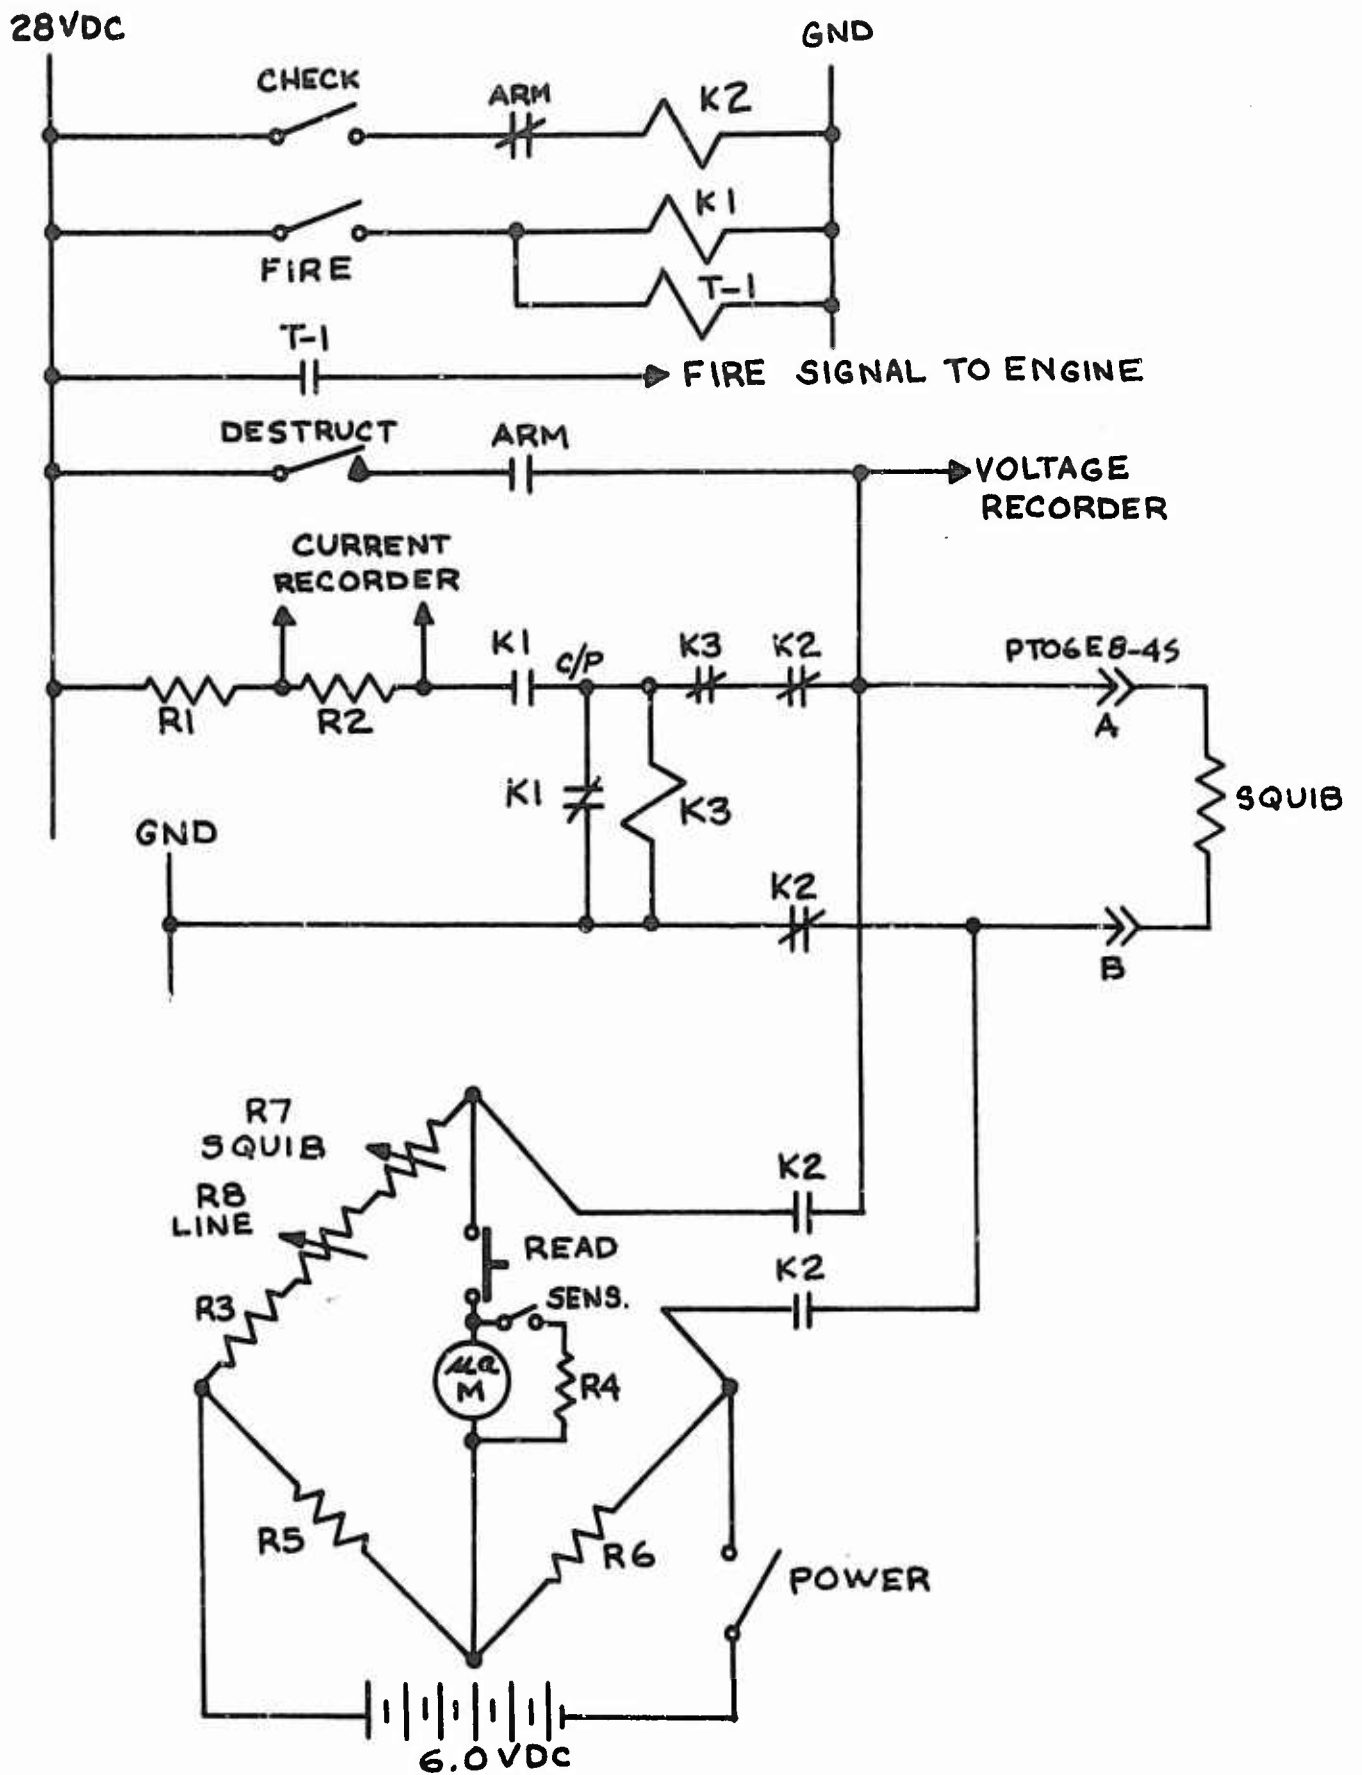 28VDC
GND
CHECK
ARM
K2
K1
FIRE
T-1
T-1
FIRE SIGNAL TO ENGINE
DESTRUCT
ARM
VOLTAGE
RECORDER
CURRENT
RECORDER
K1
C/P
K3
K2
PT06E8-4S
R1
R2
A
K1
K3
SQUIB
GND
K2
B
R7
SQUIB
R8
LINE
K2
READ
K2
R3
SENS.
μa
M
R4
R5
R6
POWER
6.0VDC